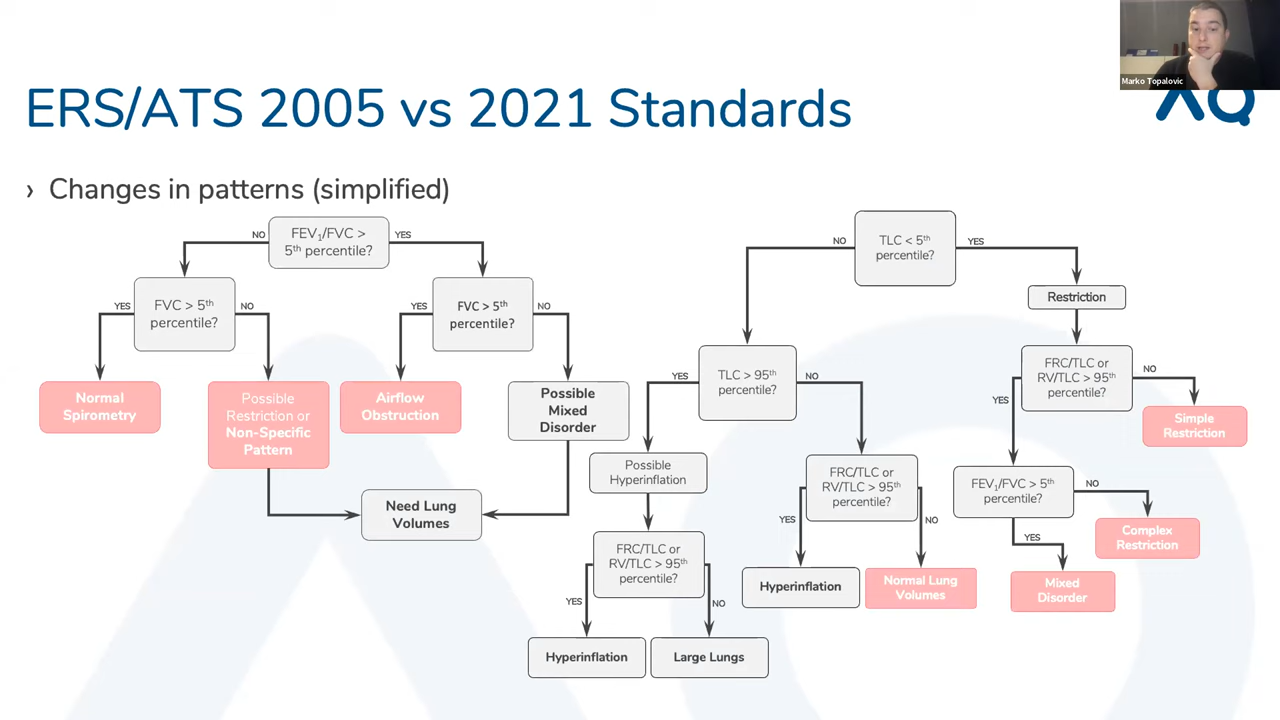 Marko Topalovic
ERS/ATS 2005 vs 2021 Standards
› Changes in patterns (simplified)
FEV₁/FVC >
5ᵗʰ percentile?
NO
YES
FVC > 5ᵗʰ
percentile?
YES
NO
FVC > 5ᵗʰ
percentile?
YES
NO
Normal
Spirometry
Possible
Restriction or
Non-Specific
Pattern
Airflow
Obstruction
Possible
Mixed
Disorder
Need Lung
Volumes
TLC < 5ᵗʰ
percentile?
NO
YES
Restriction
TLC > 95ᵗʰ
percentile?
YES
NO
FRC/TLC or
RV/TLC > 95ᵗʰ
percentile?
YES
NO
Simple
Restriction
Possible
Hyperinflation
FRC/TLC or
RV/TLC > 95ᵗʰ
percentile?
YES
NO
FEV₁/FVC > 5ᵗʰ
percentile?
NO
YES
Complex
Restriction
FRC/TLC or
RV/TLC > 95ᵗʰ
percentile?
YES
NO
Hyperinflation
Normal Lung
Volumes
Mixed
Disorder
Hyperinflation
Large Lungs